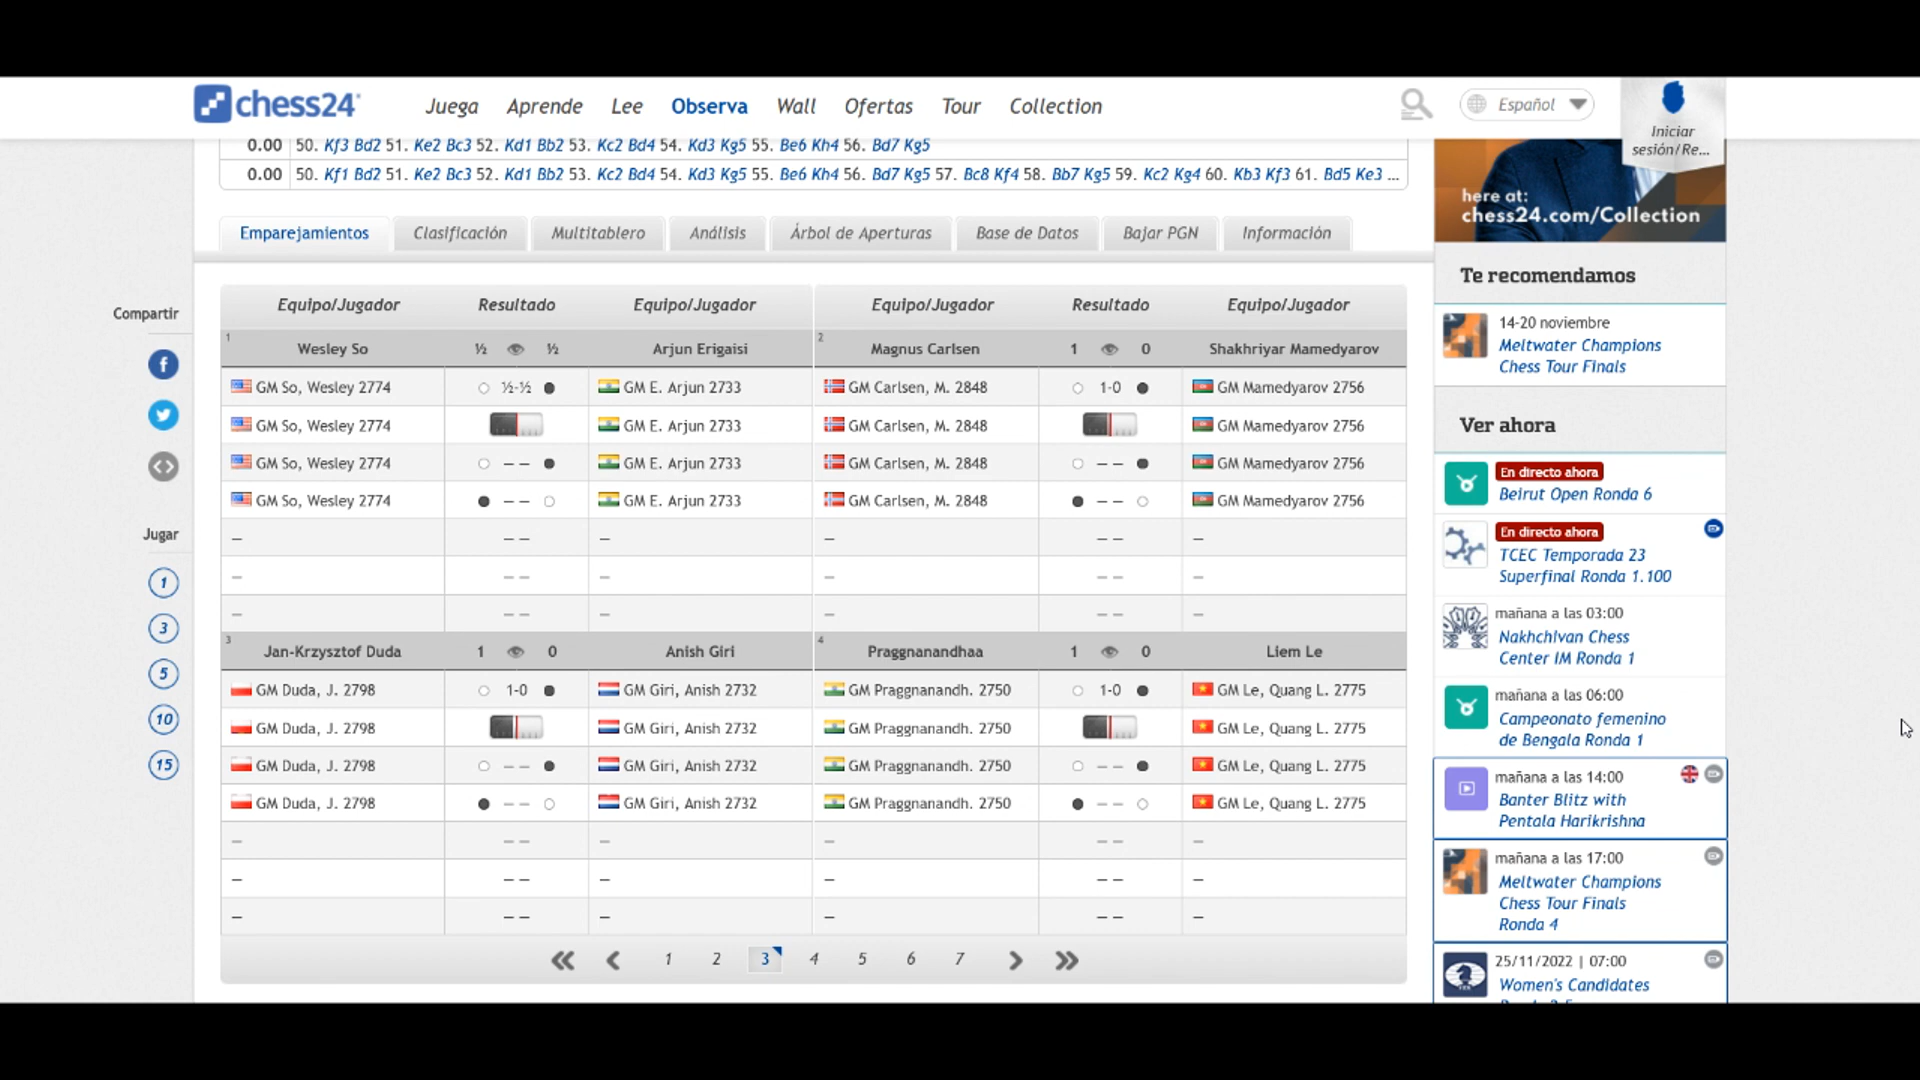 chess24
Juega Aprende Lee Observa Wall Ofertas Tour Collection
Español
Iniciar
sesión/Re...
0.00 50. Kf3 Bd2 51. Ke2 Bc3 52. Kd1 Bb2 53. Kc2 Bd4 54. Kd3 Kg5 55. Be6 Kh4 56. Bd7 Kg5
0.00 50. Kf1 Bd2 51. Ke2 Bc3 52. Kd1 Bb2 53. Kc2 Bd4 54. Kd3 Kg5 55. Be6 Kh4 56. Bd7 Kg5 57. Bc8 Kf4 58. Bb7 Kg5 59. Kc2 Kg4 60. Kb3 Kf3 61. Bd5 Ke3 ...
Emparejamientos Clasificación Multitablero Análisis Árbol de Aperturas Base de Datos Bajar PGN Información
Compartir
Jugar
1
3
5
10
15
Equipo/Jugador Resultado Equipo/Jugador Equipo/Jugador Resultado Equipo/Jugador
1 Wesley So ½ ½ Arjun Erigaisi 2 Magnus Carlsen 1 0 Shakhriyar Mamedyarov
GM So, Wesley 2774 ½-½ GM E. Arjun 2733 GM Carlsen, M. 2848 1-0 GM Mamedyarov 2756
GM So, Wesley 2774 GM E. Arjun 2733 GM Carlsen, M. 2848 GM Mamedyarov 2756
GM So, Wesley 2774 – – GM E. Arjun 2733 GM Carlsen, M. 2848 – – GM Mamedyarov 2756
GM So, Wesley 2774 – – GM E. Arjun 2733 GM Carlsen, M. 2848 – – GM Mamedyarov 2756
– – – – – – – –
– – – – – – – –
– – – – – – – –
3 Jan-Krzysztof Duda 1 0 Anish Giri 4 Praggnanandhaa 1 0 Liem Le
GM Duda, J. 2798 1-0 GM Giri, Anish 2732 GM Praggnanandh. 2750 1-0 GM Le, Quang L. 2775
GM Duda, J. 2798 GM Giri, Anish 2732 GM Praggnanandh. 2750 GM Le, Quang L. 2775
GM Duda, J. 2798 – – GM Giri, Anish 2732 GM Praggnanandh. 2750 – – GM Le, Quang L. 2775
GM Duda, J. 2798 – – GM Giri, Anish 2732 GM Praggnanandh. 2750 – – GM Le, Quang L. 2775
– – – – – – – –
– – – – – – – –
– – – – – – – –
1 2 3 4 5 6 7
here at:
chess24.com/Collection
Te recomendamos
14-20 noviembre
Meltwater Champions
Chess Tour Finals
Ver ahora
En directo ahora
Beirut Open Ronda 6
En directo ahora
TCEC Temporada 23
Superfinal Ronda 1.100
mañana a las 03:00
Nakhchivan Chess
Center IM Ronda 1
mañana a las 06:00
Campeonato femenino
de Bengala Ronda 1
mañana a las 14:00
Banter Blitz with
Pentala Harikrishna
mañana a las 17:00
Meltwater Champions
Chess Tour Finals
Ronda 4
25/11/2022 | 07:00
Women's Candidates